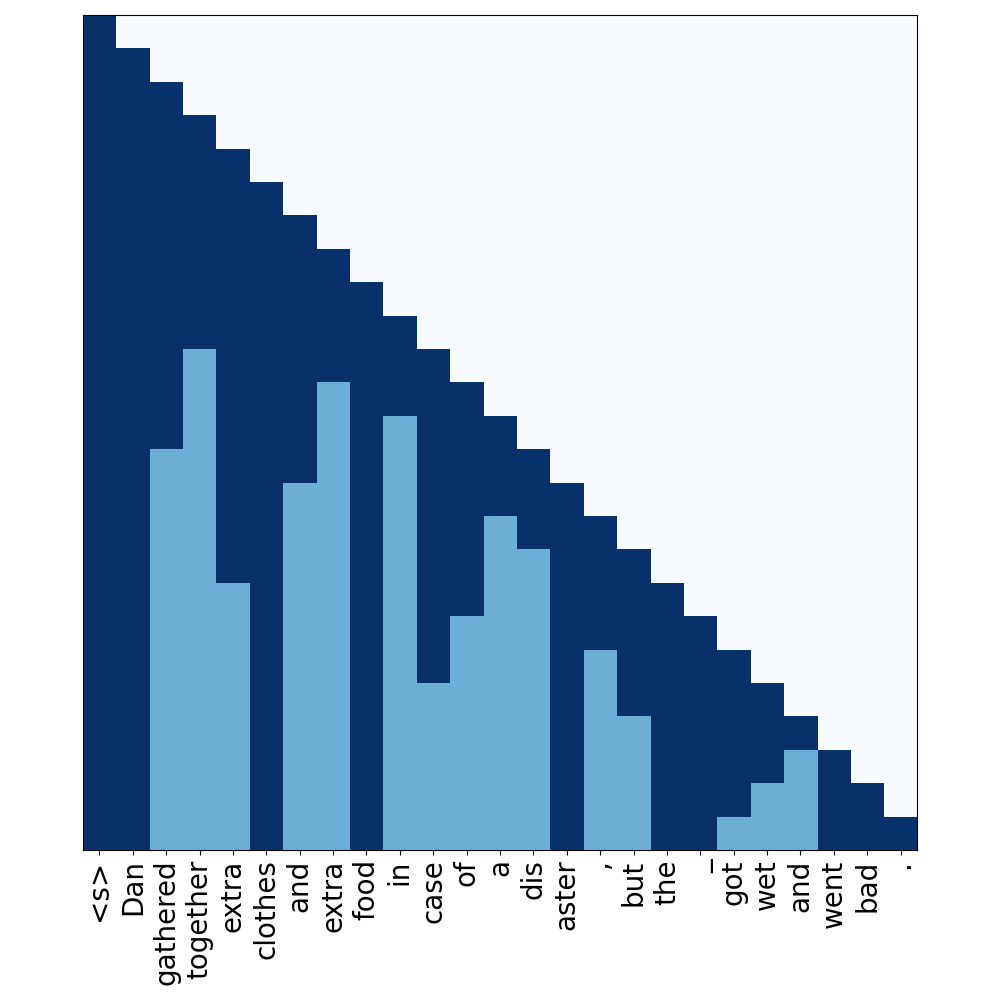 <s>
Dan
gathered
together
extra
clothes
and
extra
food
in
case
of
a
dis
aster
,
but
the
_
got
wet
and
went
bad
.